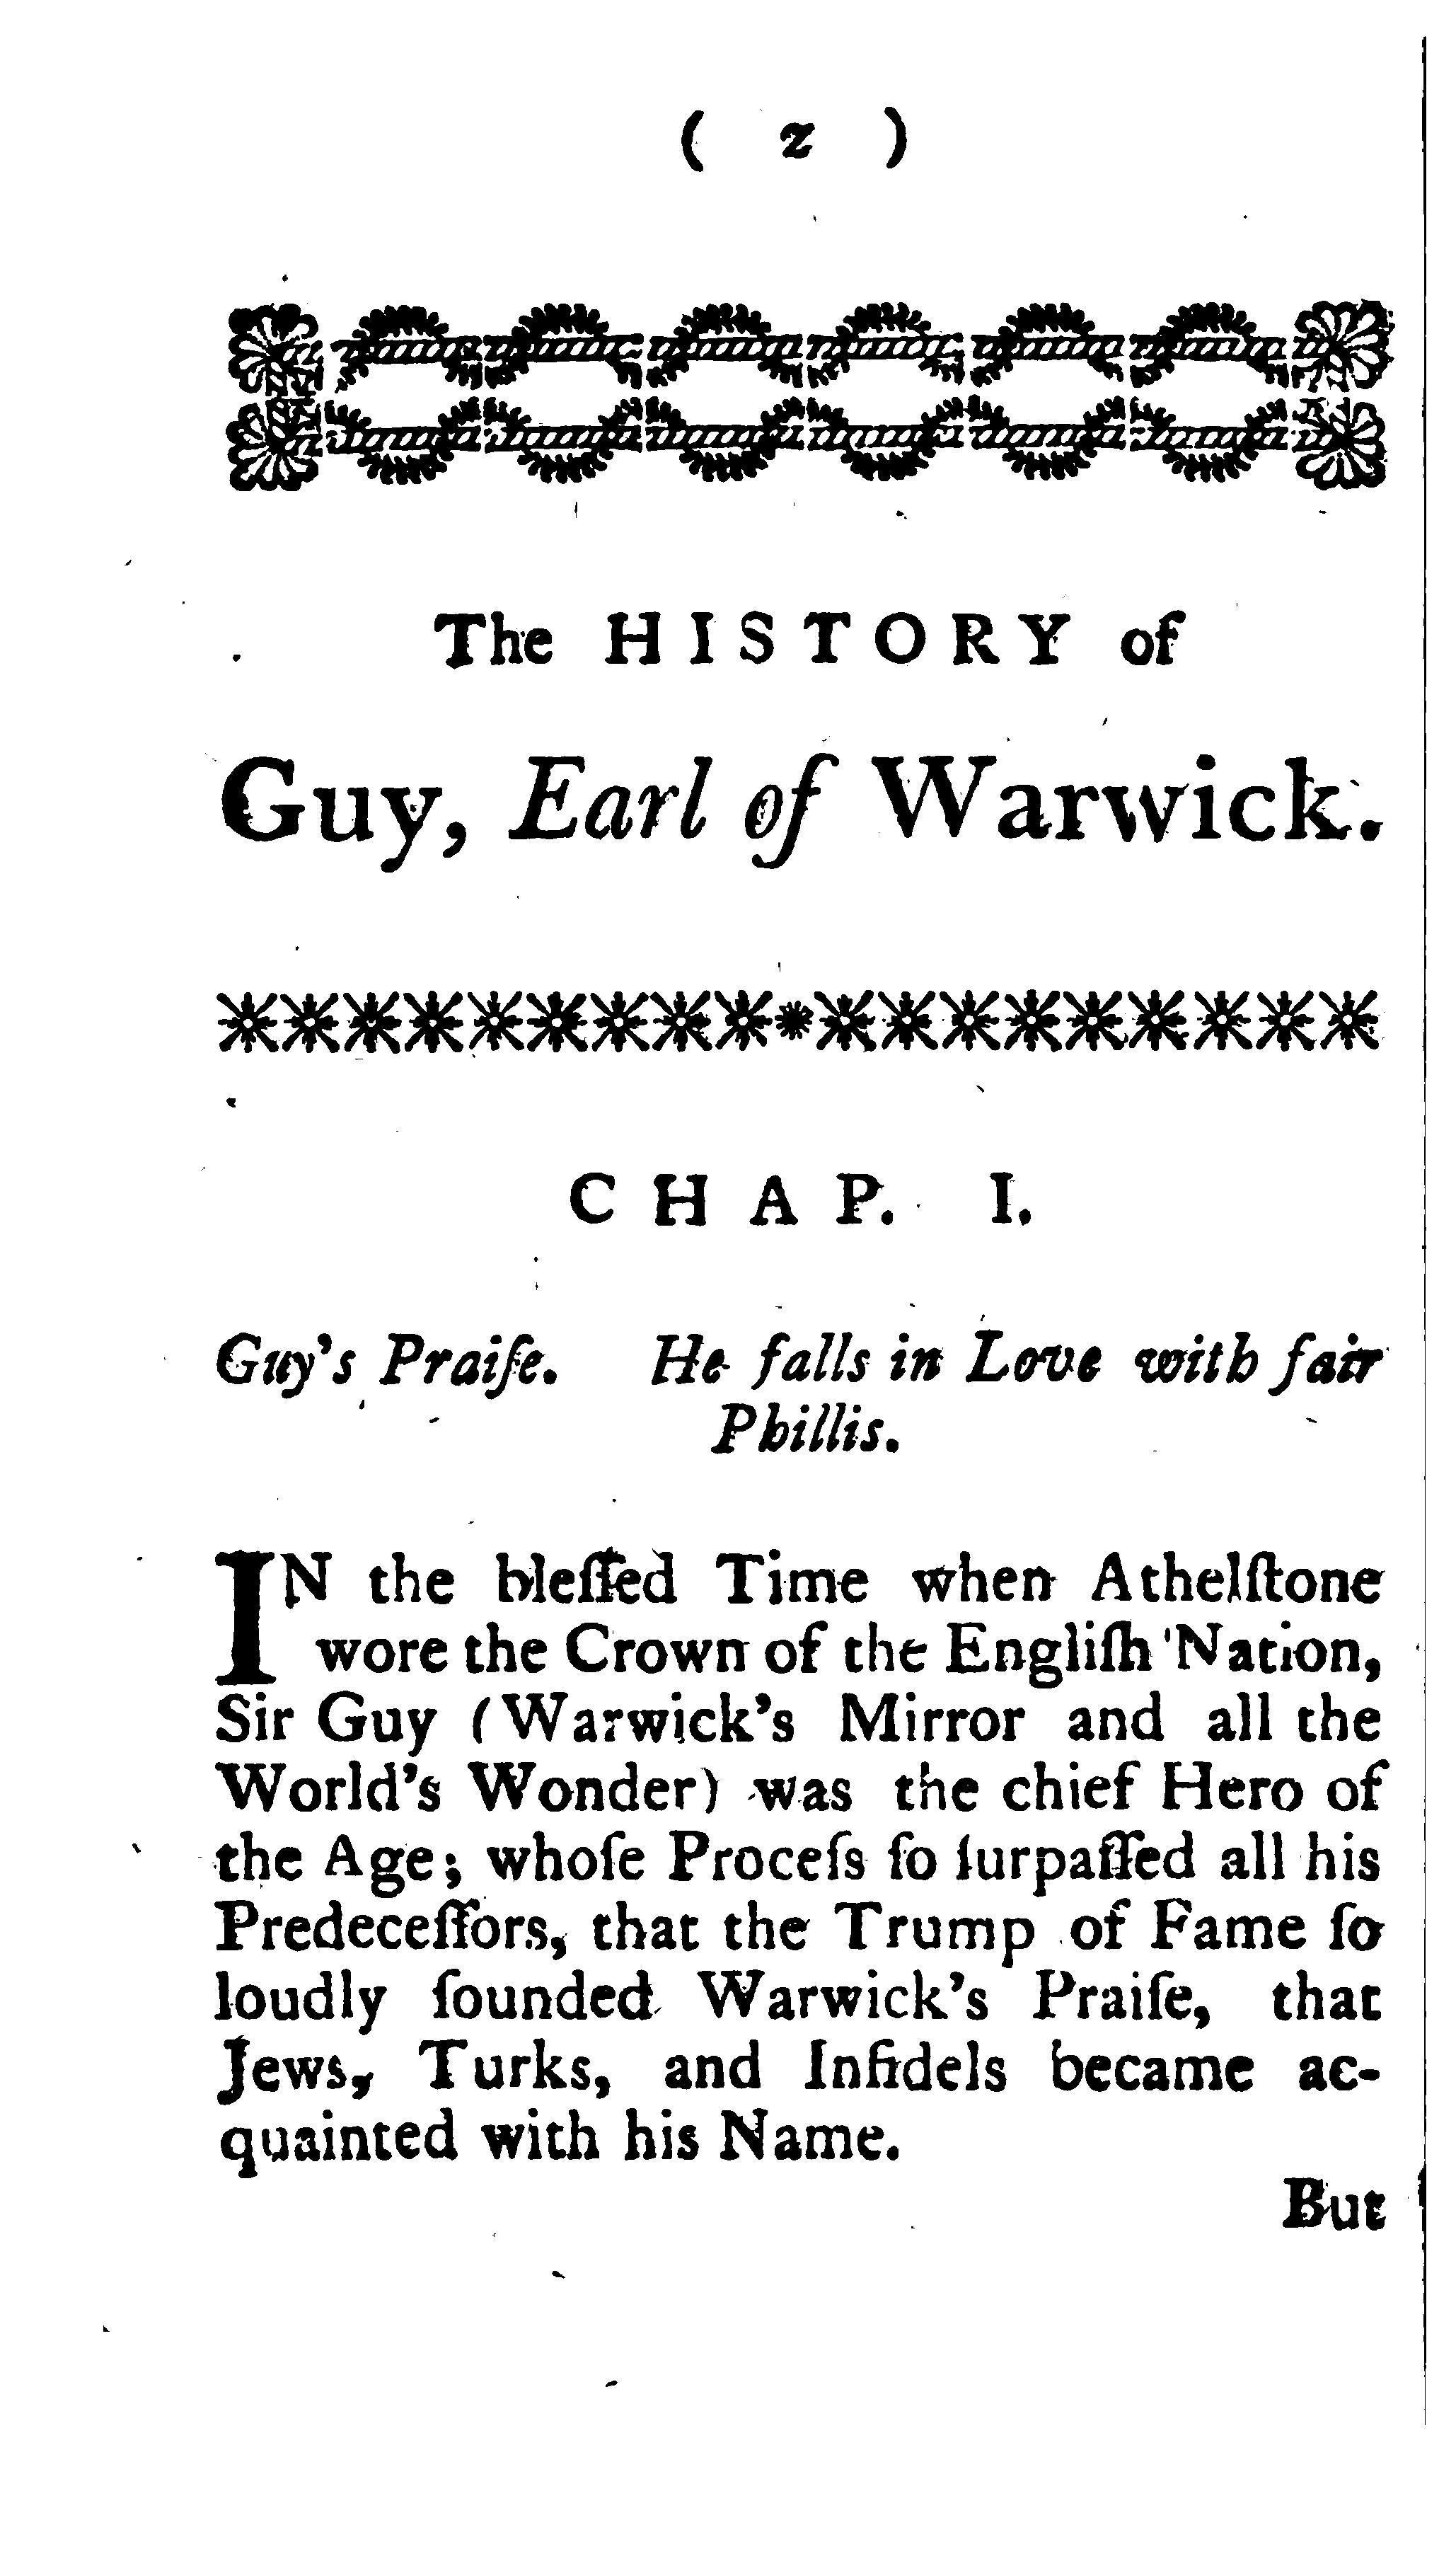 ( 2 )
The HISTORY of
Guy, Earl of Warwick.
CHAP. I.
Guy's Praiſe. He falls in Love with fair
Phillis.
IN the bleſſed Time when Athelſtone
wore the Crown of the Engliſh Nation,
Sir Guy (Warwick's Mirror and all the
World's Wonder) was the chief Hero of
the Age; whoſe Proceſs ſo ſurpaſſed all his
Predeceſſors, that the Trump of Fame ſo
loudly ſounded Warwick's Praiſe, that
Jews, Turks, and Infidels became ac-
quainted with his Name.
But